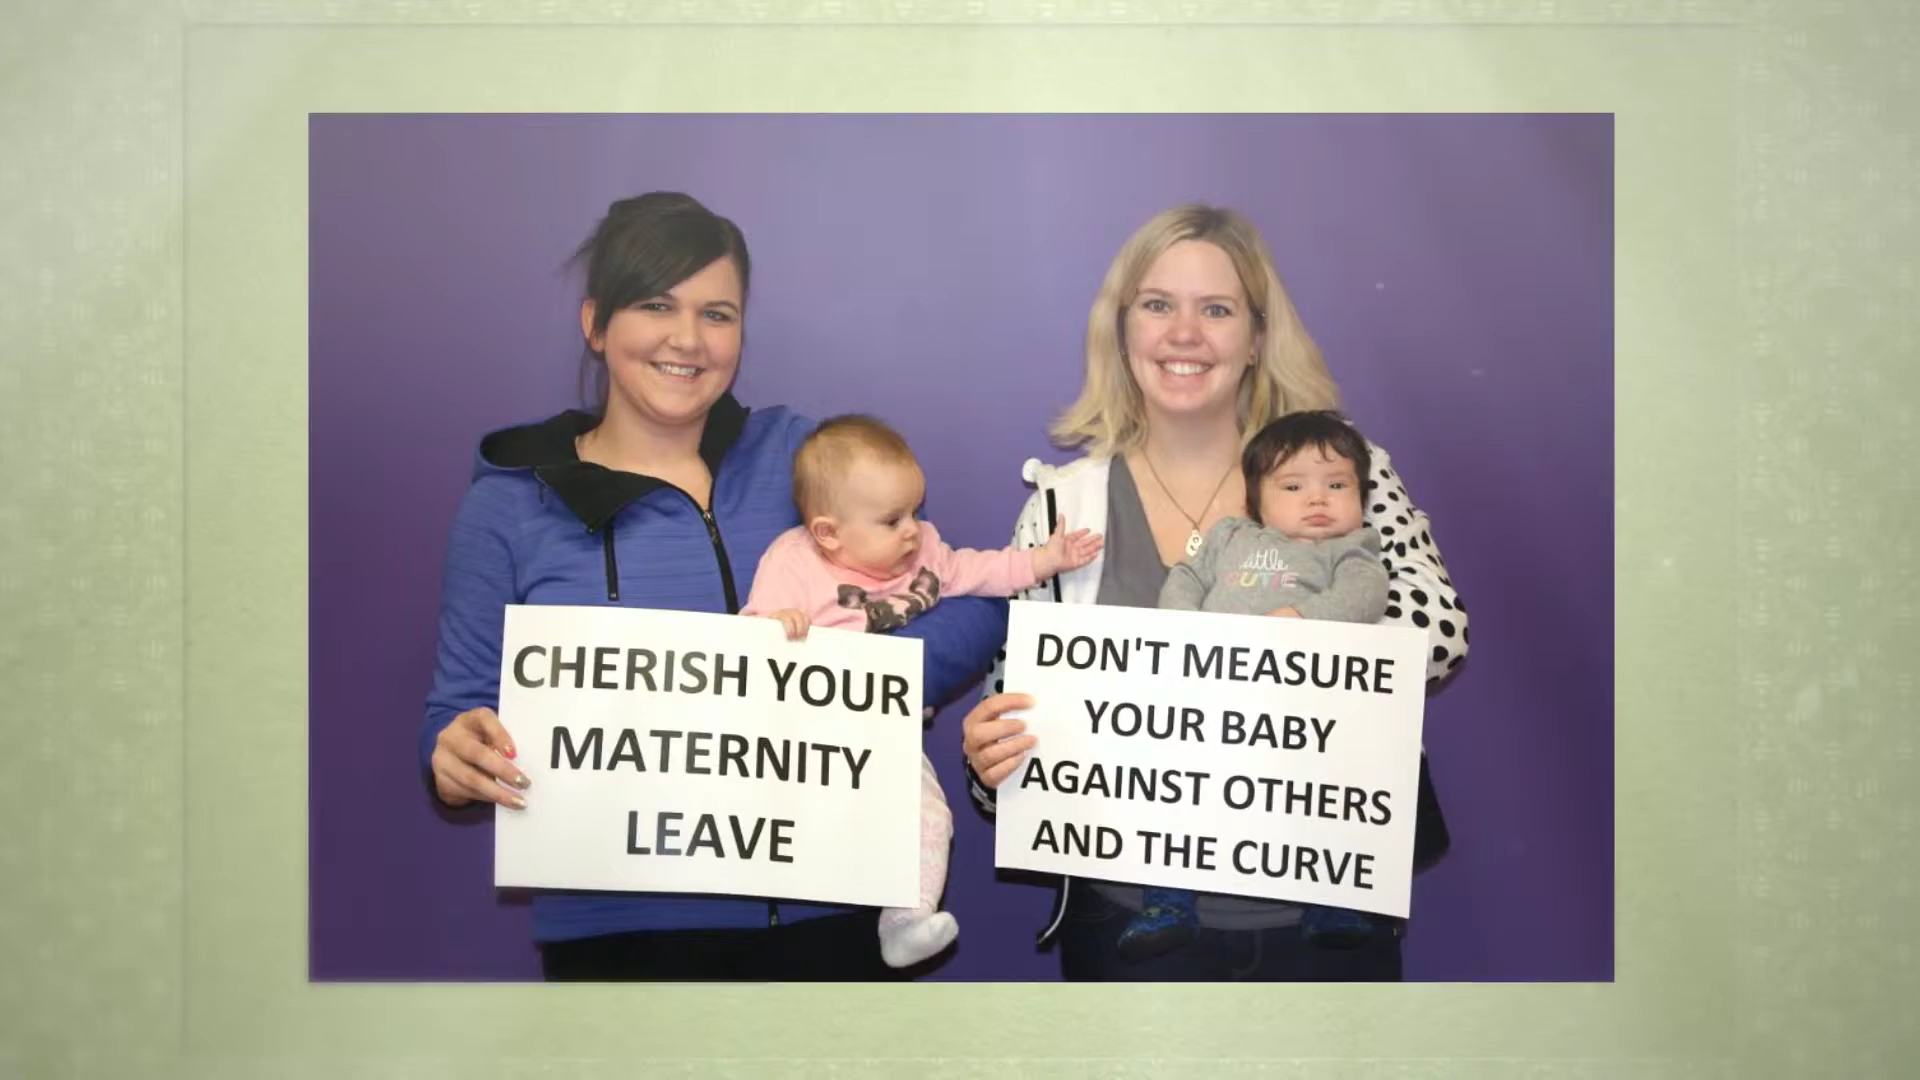 CHERISH YOUR
MATERNITY
LEAVE
DON'T MEASURE
YOUR BABY
AGAINST OTHERS
AND THE CURVE
Little
CUTIE